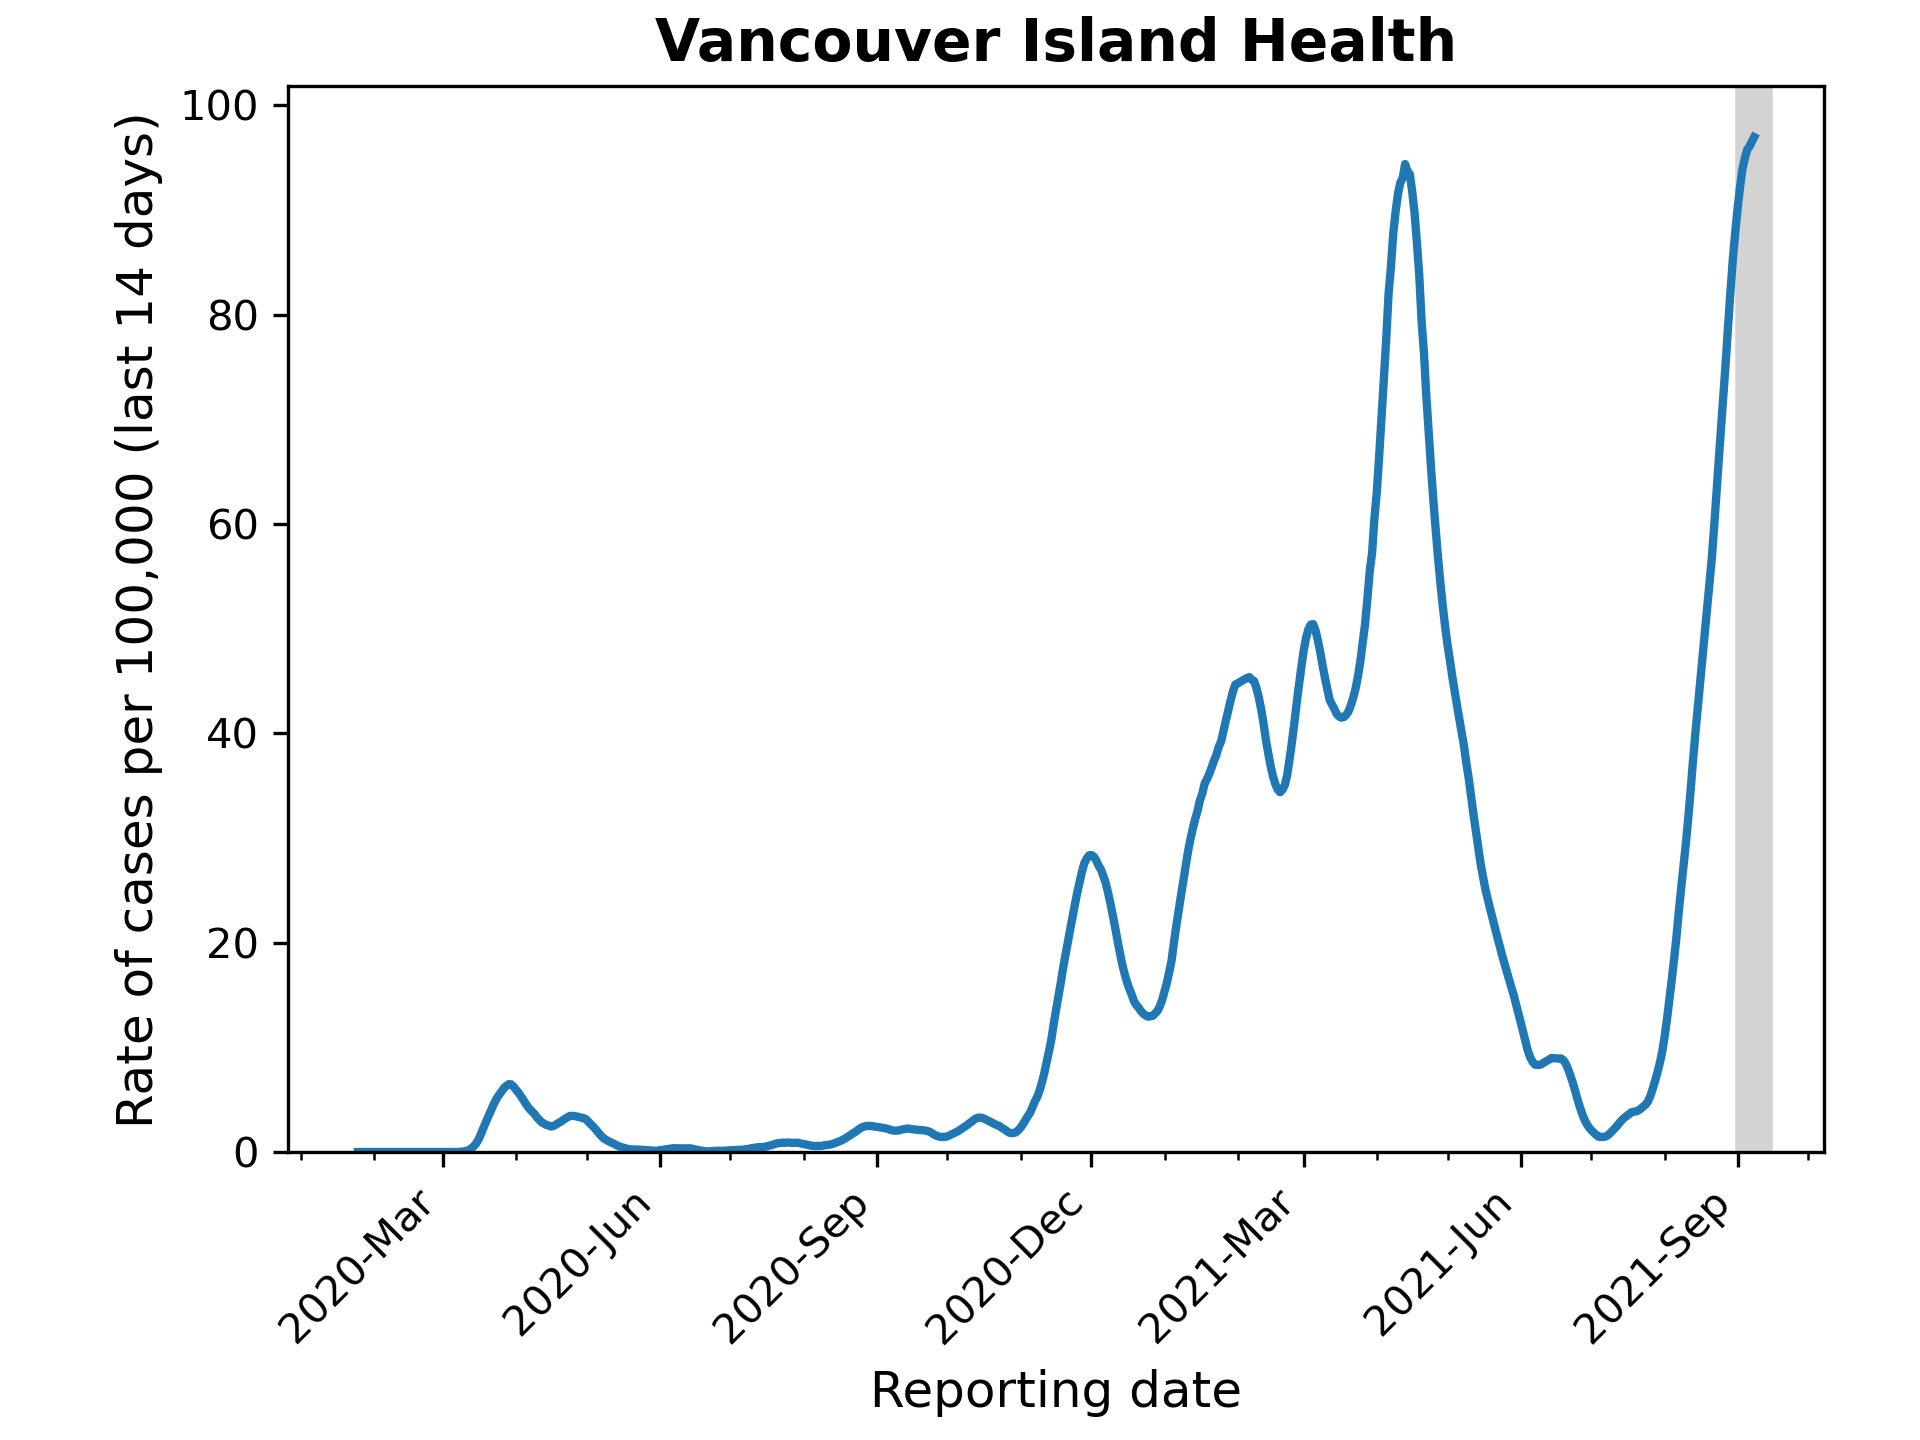 Vancouver Island Health
Rate of cases per 100,000 (last 14 days)
100
80
60
40
20
0
2020-Mar
2020-Jun
2020-Sep
2020-Dec
2021-Mar
2021-Jun
2021-Sep
Reporting date